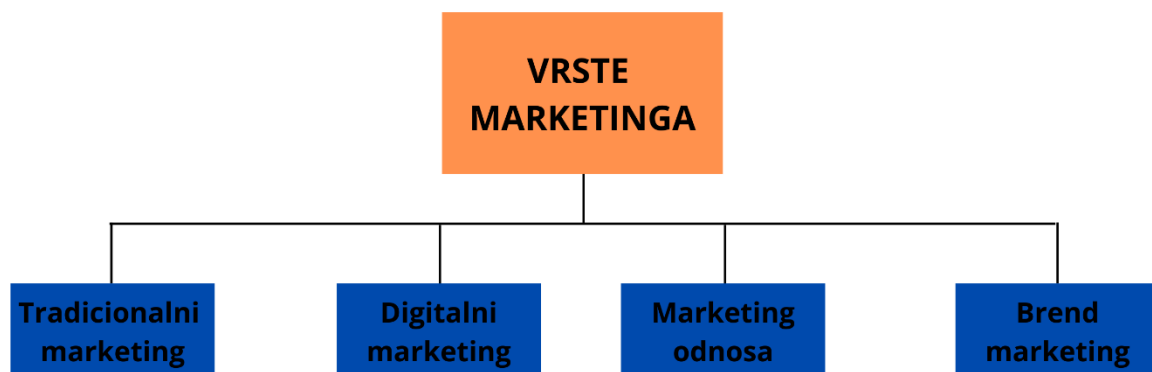 VRSTE
MARKETINGA
Tradicionalni
marketing
Digitalni
marketing
Marketing
odnosa
Brend
marketing